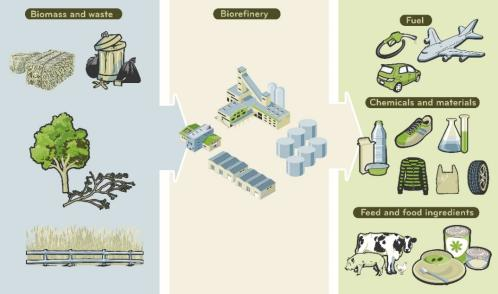 Biomass and waste
Biorefinery
Fuel
Chemicals and materials
Feed and food ingredients